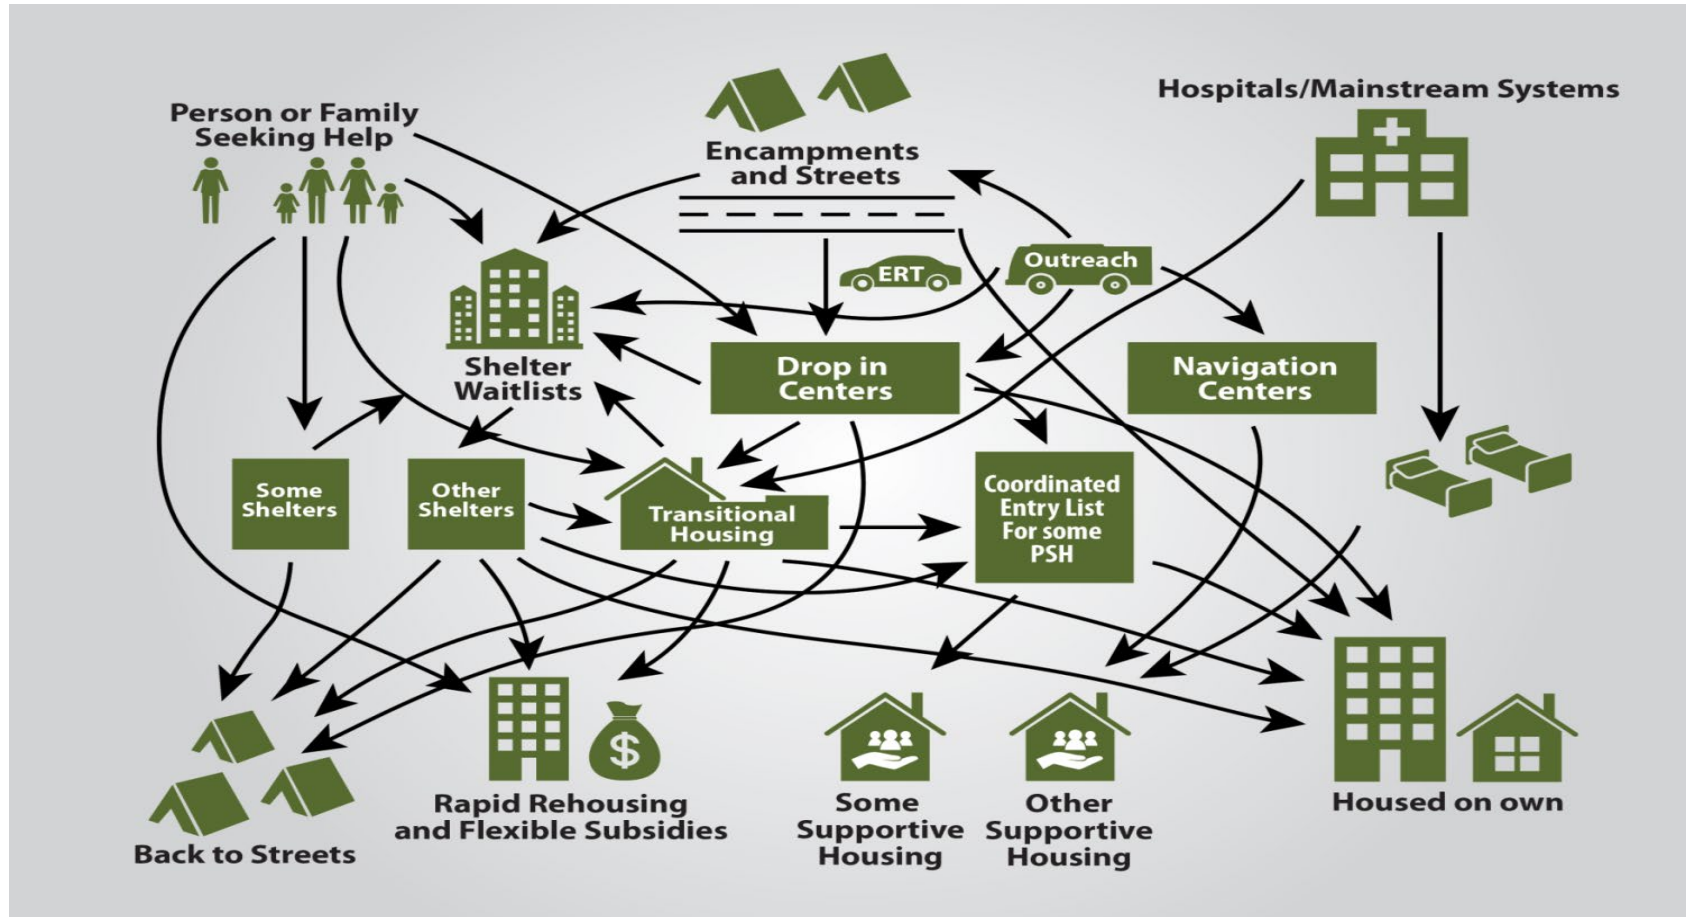 Person or Family
Seeking Help
Encampments
and Streets
Hospitals/Mainstream Systems
ERT
Outreach
Shelter
Waitlists
Drop in
Centers
Navigation
Centers
Some
Shelters
Other
Shelters
Transitional
Housing
Coordinated
Entry List
For some
PSH
$
Back to Streets
Rapid Rehousing
and Flexible Subsidies
Some
Supportive
Housing
Other
Supportive
Housing
Housed on own